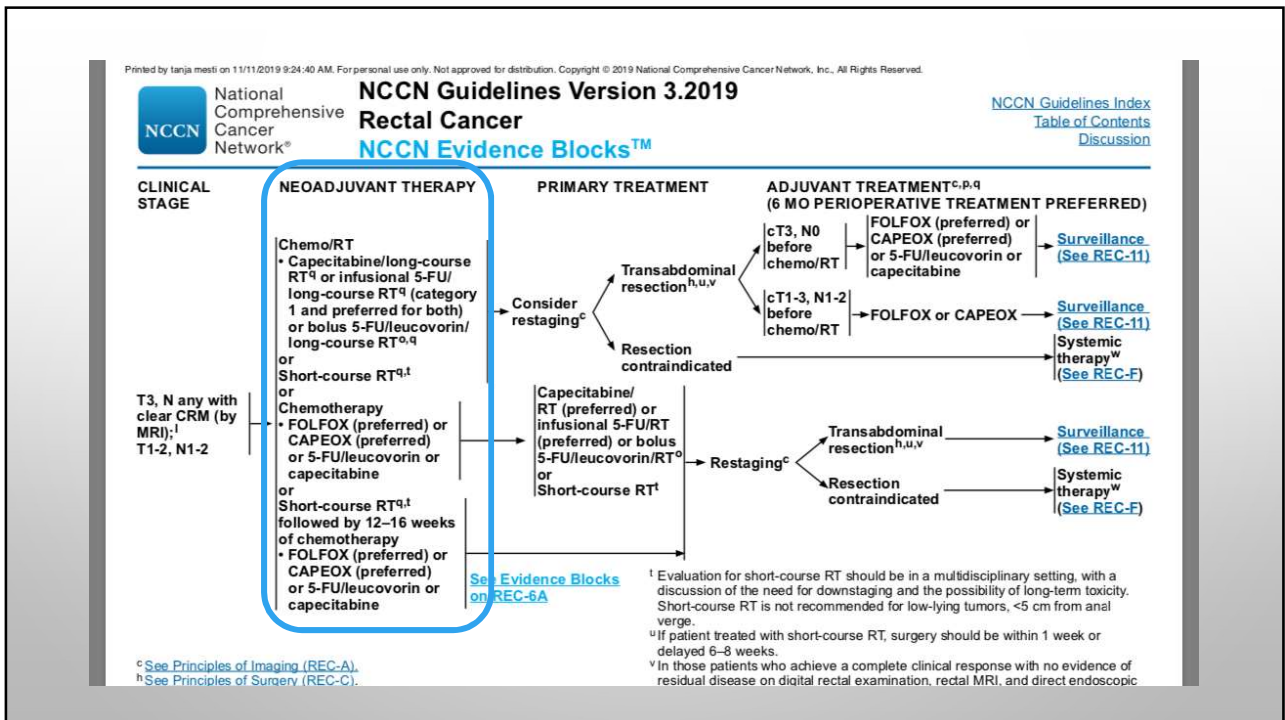 Printed by tanja mesti on 11/11/2019 9:24:40 AM. For personal use only. Not approved for distribution. Copyright © 2019 National Comprehensive Cancer Network, Inc., All Rights Reserved.
NCCN
National
Comprehensive
Cancer
Network®
NCCN Guidelines Version 3.2019
Rectal Cancer
NCCN Evidence Blocks™
NCCN Guidelines Index
Table of Contents
Discussion
CLINICAL
STAGE
NEOADJUVANT THERAPY
PRIMARY TREATMENT
ADJUVANT TREATMENTc,p,q
(6 MO PERIOPERATIVE TREATMENT PREFERRED)
T3, N any with
clear CRM (by
MRI);l
T1-2, N1-2
Chemo/RT
• Capecitabine/long-course
RTq or infusional 5-FU/
long-course RTq (category
1 and preferred for both)
or bolus 5-FU/leucovorin/
long-course RTo,q
or
Short-course RTq,t
or
Chemotherapy
• FOLFOX (preferred) or
CAPEOX (preferred)
or 5-FU/leucovorin or
capecitabine
or
Short-course RTq,t
followed by 12–16 weeks
of chemotherapy
• FOLFOX (preferred) or
CAPEOX (preferred)
or 5-FU/leucovorin or
capecitabine
See Evidence Blocks
on REC-6A
Consider
restagingc
Transabdominal
resectionh,u,v
Resection
contraindicated
cT3, N0
before
chemo/RT
FOLFOX (preferred) or
CAPEOX (preferred)
or 5-FU/leucovorin or
capecitabine
Surveillance
(See REC-11)
cT1-3, N1-2
before
chemo/RT
FOLFOX or CAPEOX
Surveillance
(See REC-11)
Systemic
therapyw
(See REC-F)
Capecitabine/
RT (preferred) or
infusional 5-FU/RT
(preferred) or bolus
5-FU/leucovorin/RTo
or
Short-course RTt
Restagingc
Transabdominal
resectionh,u,v
Surveillance
(See REC-11)
Resection
contraindicated
Systemic
therapyw
(See REC-F)
t Evaluation for short-course RT should be in a multidisciplinary setting, with a
discussion of the need for downstaging and the possibility of long-term toxicity.
Short-course RT is not recommended for low-lying tumors, <5 cm from anal
verge.
u If patient treated with short-course RT, surgery should be within 1 week or
delayed 6–8 weeks.
v In those patients who achieve a complete clinical response with no evidence of
residual disease on digital rectal examination, rectal MRI, and direct endoscopic
c See Principles of Imaging (REC-A).
h See Principles of Surgery (REC-C).